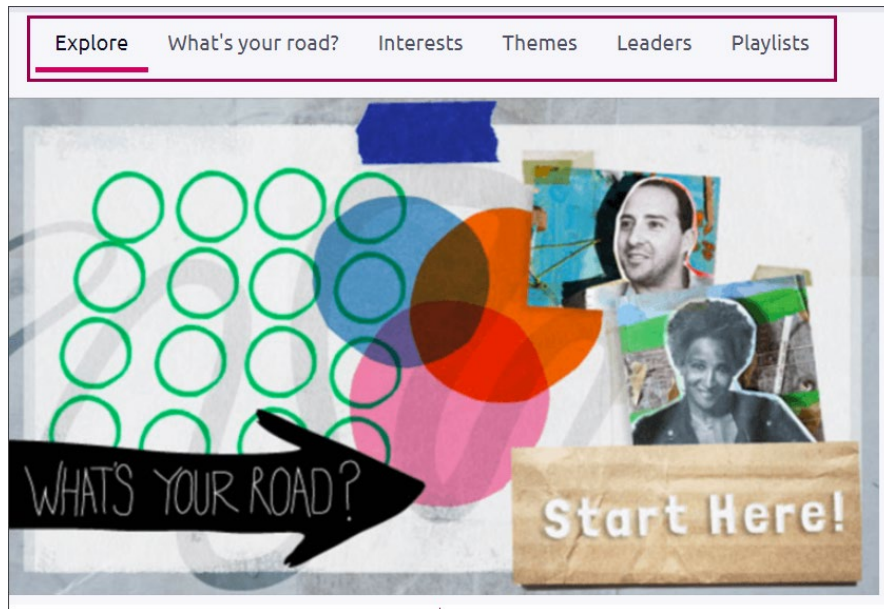 Explore What's your road? Interests Themes Leaders Playlists
WHAT'S YOUR ROAD?
Start Here!